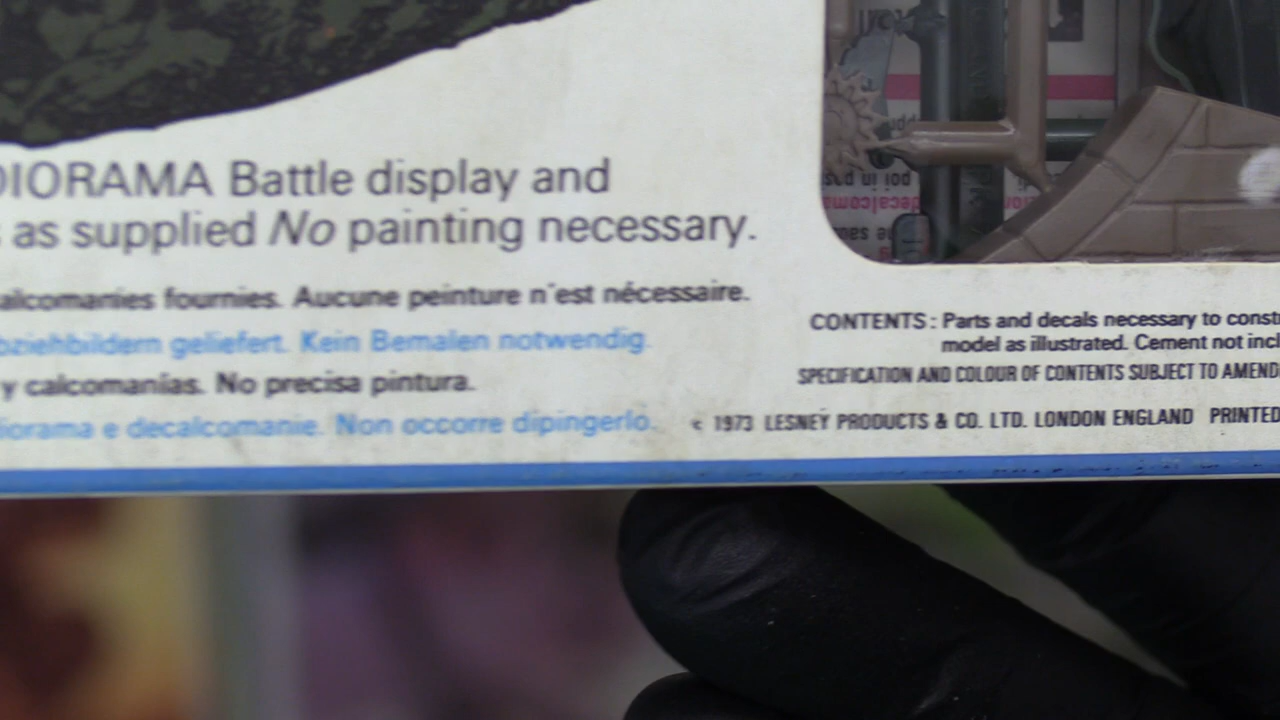 DIORAMA Battle display and
as supplied No painting necessary.
alcomanies fournies. Aucune peinture n'est nécessaire.
bziehbildern geliefert. Kein Bemalen notwendig.
y calcomanías. No precisa pintura.
iorama e decalcomanie. Non occorre dipingerlo.
CONTENTS: Parts and decals necessary to constr
model as illustrated. Cement not incl
SPECIFICATION AND COLOUR OF CONTENTS SUBJECT TO AMEND
© 1973 LESNEY PRODUCTS & CO. LTD. LONDON ENGLAND PRINTED